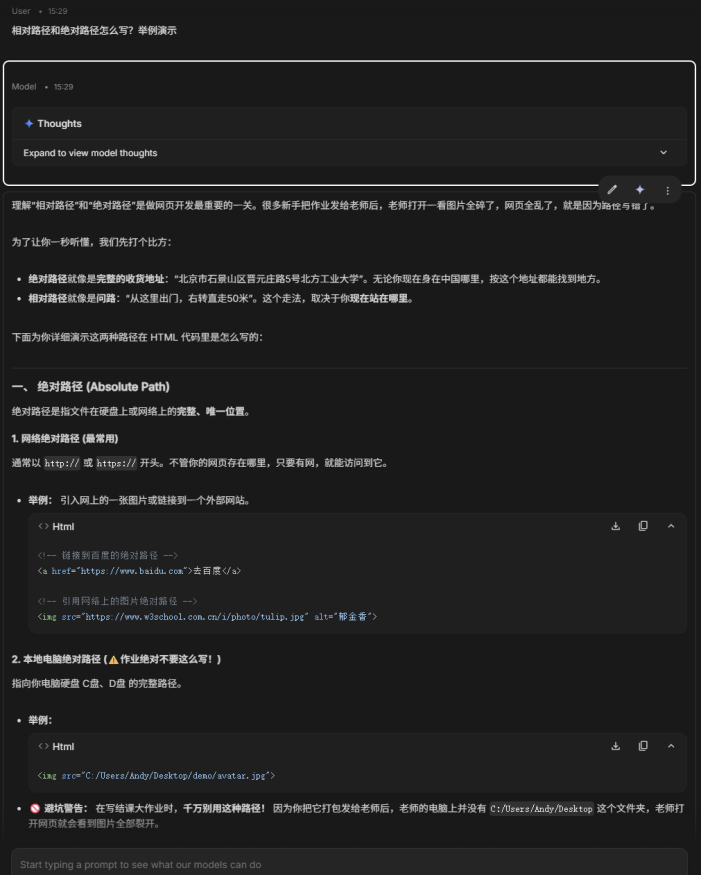 User • 15:29
相对路径和绝对路径怎么写？举例演示
Model • 15:29
Thoughts
Expand to view model thoughts
理解“相对路径”和“绝对路径”是做网页开发最重要的一关。很多新手把作业发给老师后，老师打开一看图片全碎了，网页全乱了，就是因为路径写错了。
为了让你一秒听懂，我们先打个比方：
• 绝对路径就像是完整的收货地址：“北京市石景山区晋元庄路5号北方工业大学”。无论你现在身在中国哪里，按这个地址都能找到地方。
• 相对路径就像是问路：“从这里出门，右转直走50米”。这个走法，取决于你现在站在哪里。
下面为你详细演示这两种路径在 HTML 代码里是怎么写的：
一、 绝对路径 (Absolute Path)
绝对路径是指文件在硬盘上或网络上的完整、唯一位置。
1. 网络绝对路径 (最常用)
通常以 http:// 或 https:// 开头。不管你的网页存在哪里，只要有网，就能访问到它。
• 举例： 引入网上的一张图片或链接到一个外部网站。
<> Html
<!-- 链接到百度的绝对路径 -->
<a href="https://www.baidu.com">去百度</a>
<!-- 引用网络上的图片绝对路径 -->
<img src="https://www.w3school.com.cn/i/photo/tulip.jpg" alt="郁金香">
2. 本地电脑绝对路径 (⚠️作业绝对不要这么写！)
指向你电脑硬盘 C盘、D盘 的完整路径。
• 举例：
<> Html
<img src="C:/Users/Andy/Desktop/demo/avatar.jpg">
• 🚫 避坑警告： 在写结课大作业时，千万别用这种路径！ 因为你把它打包发给老师后，老师的电脑上并没有 C:/Users/Andy/Desktop 这个文件夹，老师打
开网页就会看到图片全部裂开。
Start typing a prompt to see what our models can do